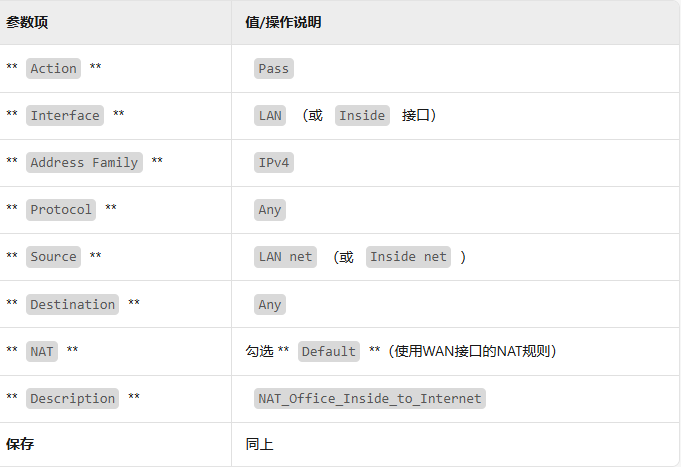 参数项 值/操作说明
** Action ** Pass
** Interface ** LAN （或 Inside 接口）
** Address Family ** IPv4
** Protocol ** Any
** Source ** LAN net （或 Inside net ）
** Destination ** Any
** NAT ** 勾选 ** Default **（使用WAN接口的NAT规则）
** Description ** NAT_Office_Inside_to_Internet
保存 同上